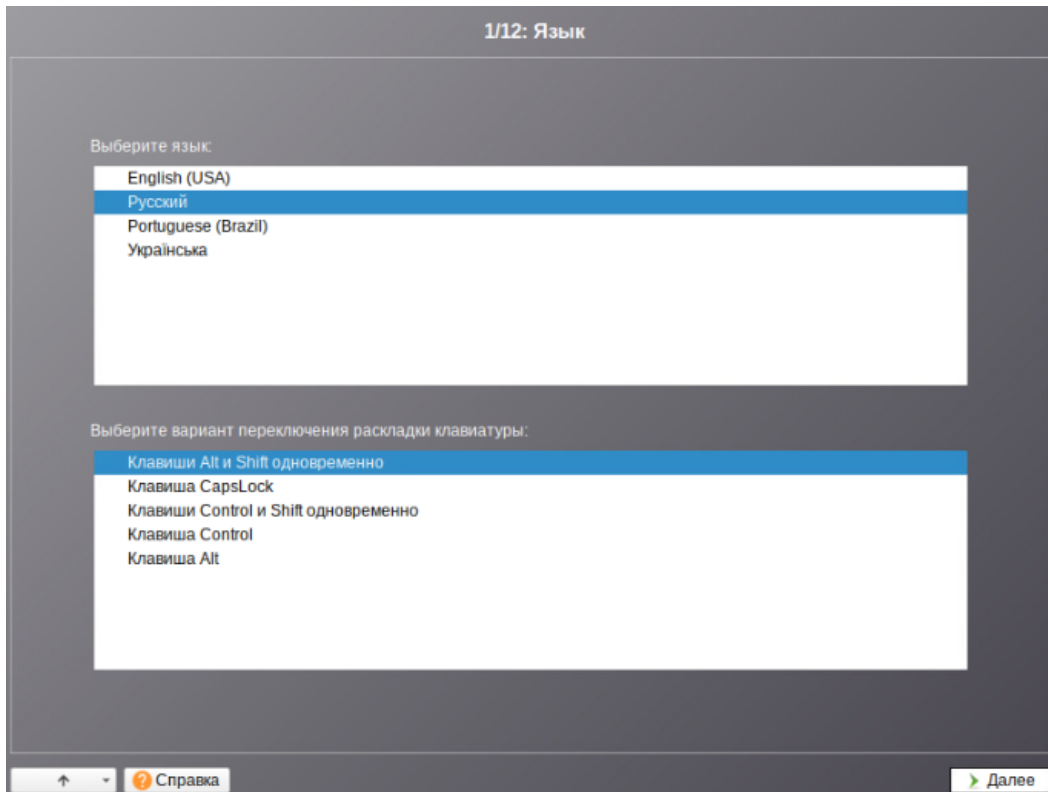 1/12: Язык
Выберите язык:
English (USA)
Русский
Portuguese (Brazil)
Українська
Выберите вариант переключения раскладки клавиатуры:
Клавиши Alt и Shift одновременно
Клавиша CapsLock
Клавиши Control и Shift одновременно
Клавиша Control
Клавиша Alt
Справка
Далее